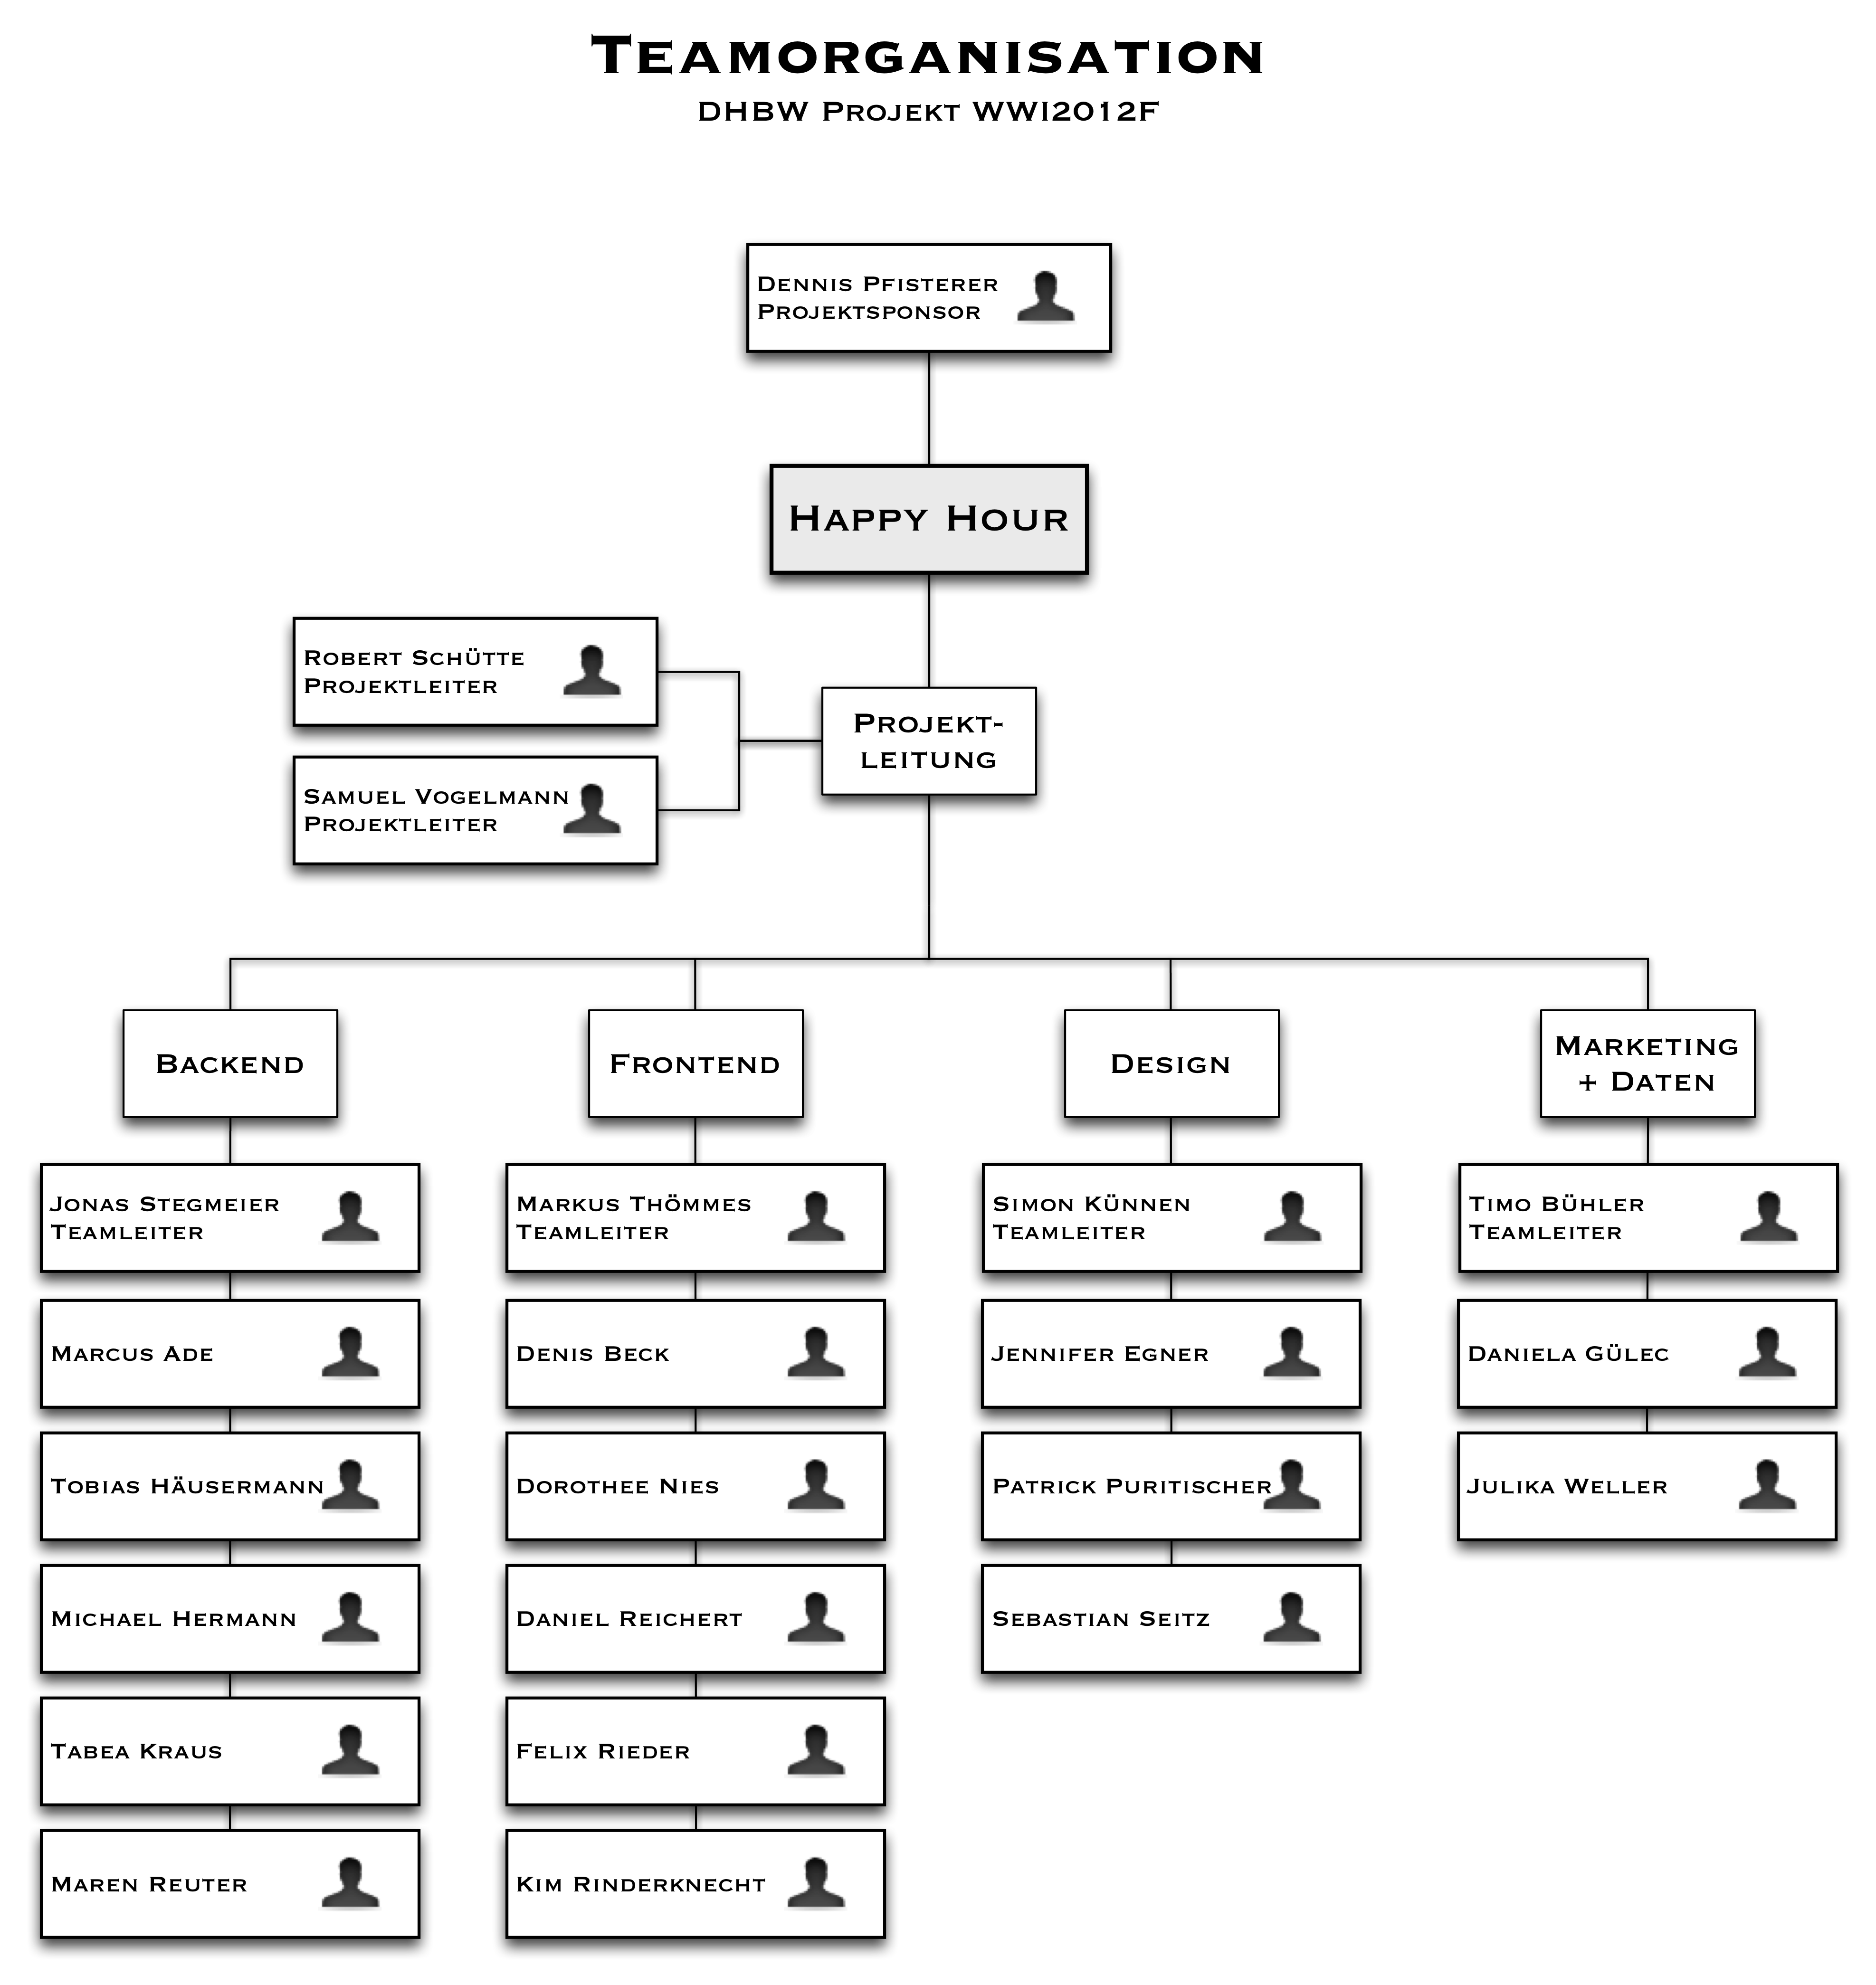 Teamorganisation
DHBW Projekt WWI2012F
Dennis Pfisterer
Projektsponsor
Happy Hour
Robert Schütte
Projektleiter
Samuel Vogelmann
Projektleiter
Projekt-
leitung
Backend
Frontend
Design
Marketing
+ Daten
Jonas Stegmeier
Teamleiter
Marcus Ade
Tobias Häusermann
Michael Hermann
Tabea Kraus
Maren Reuter
Markus Thömmes
Teamleiter
Denis Beck
Dorothee Nies
Daniel Reichert
Felix Rieder
Kim Rinderknecht
Simon Künnen
Teamleiter
Jennifer Egner
Patrick Puritischer
Sebastian Seitz
Timo Bühler
Teamleiter
Daniela Gülec
Julika Weller